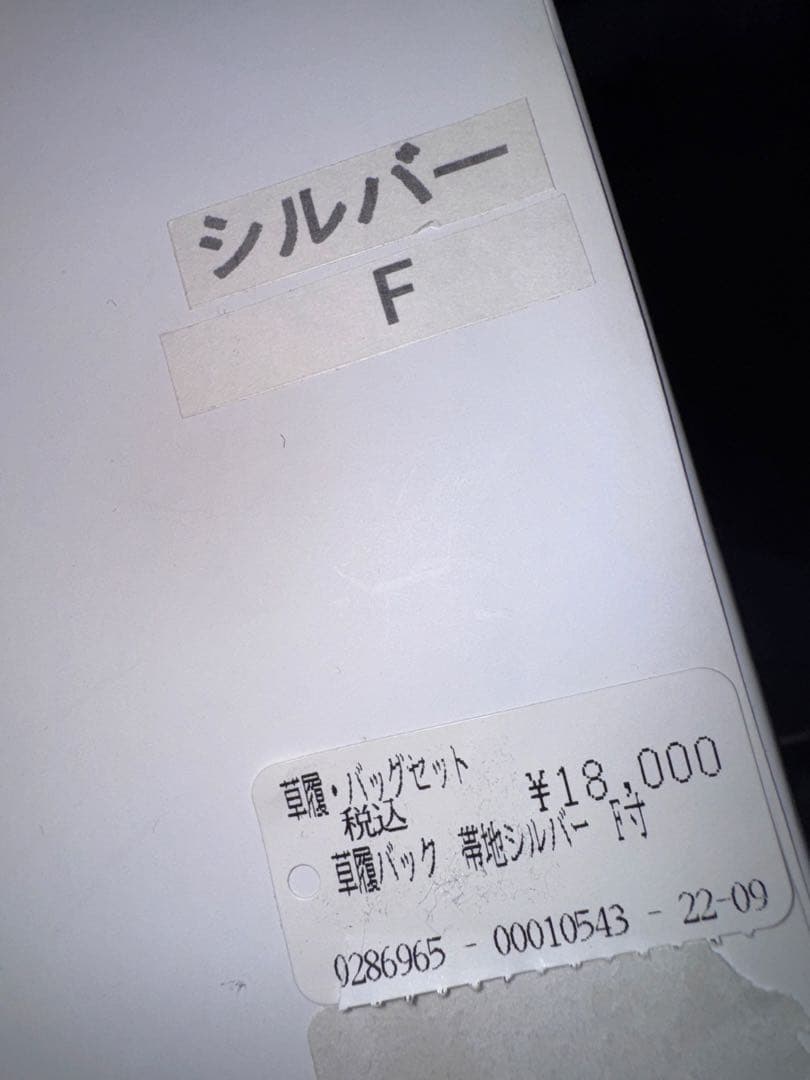 シルバー
F
草履・バッグセット
税込 ¥18,000
草履バック 帯地シルバー F寸
0286965 - 00010543 - 22-09